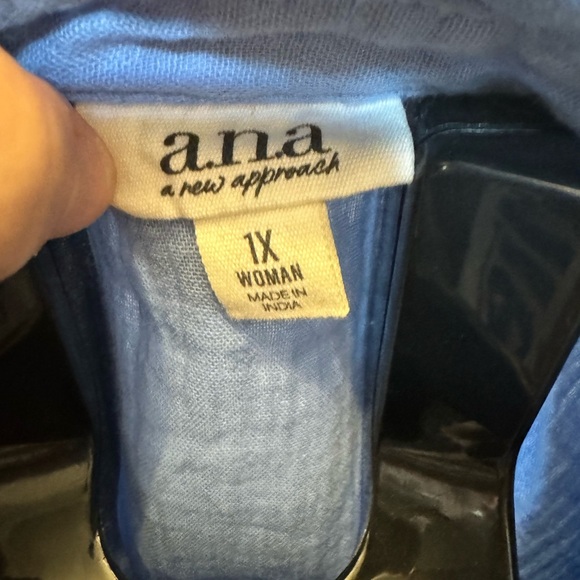 a.n.a
a new approach
1X
WOMAN
MADE IN
INDIA